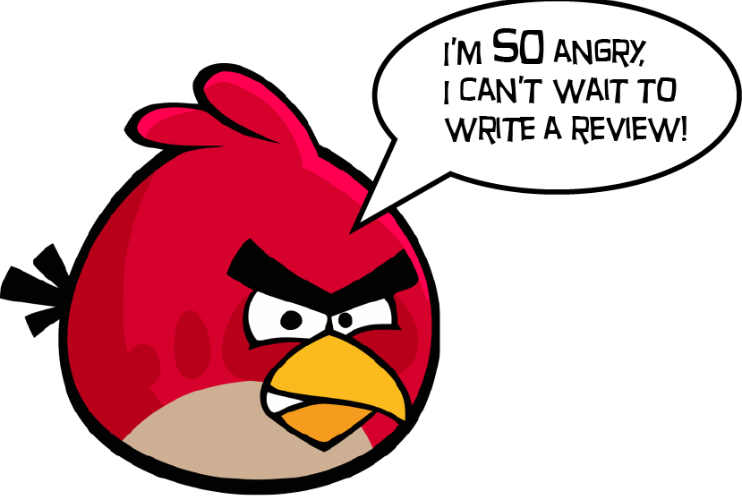 I'M SO ANGRY,
I CAN'T WAIT TO
WRITE A REVIEW!